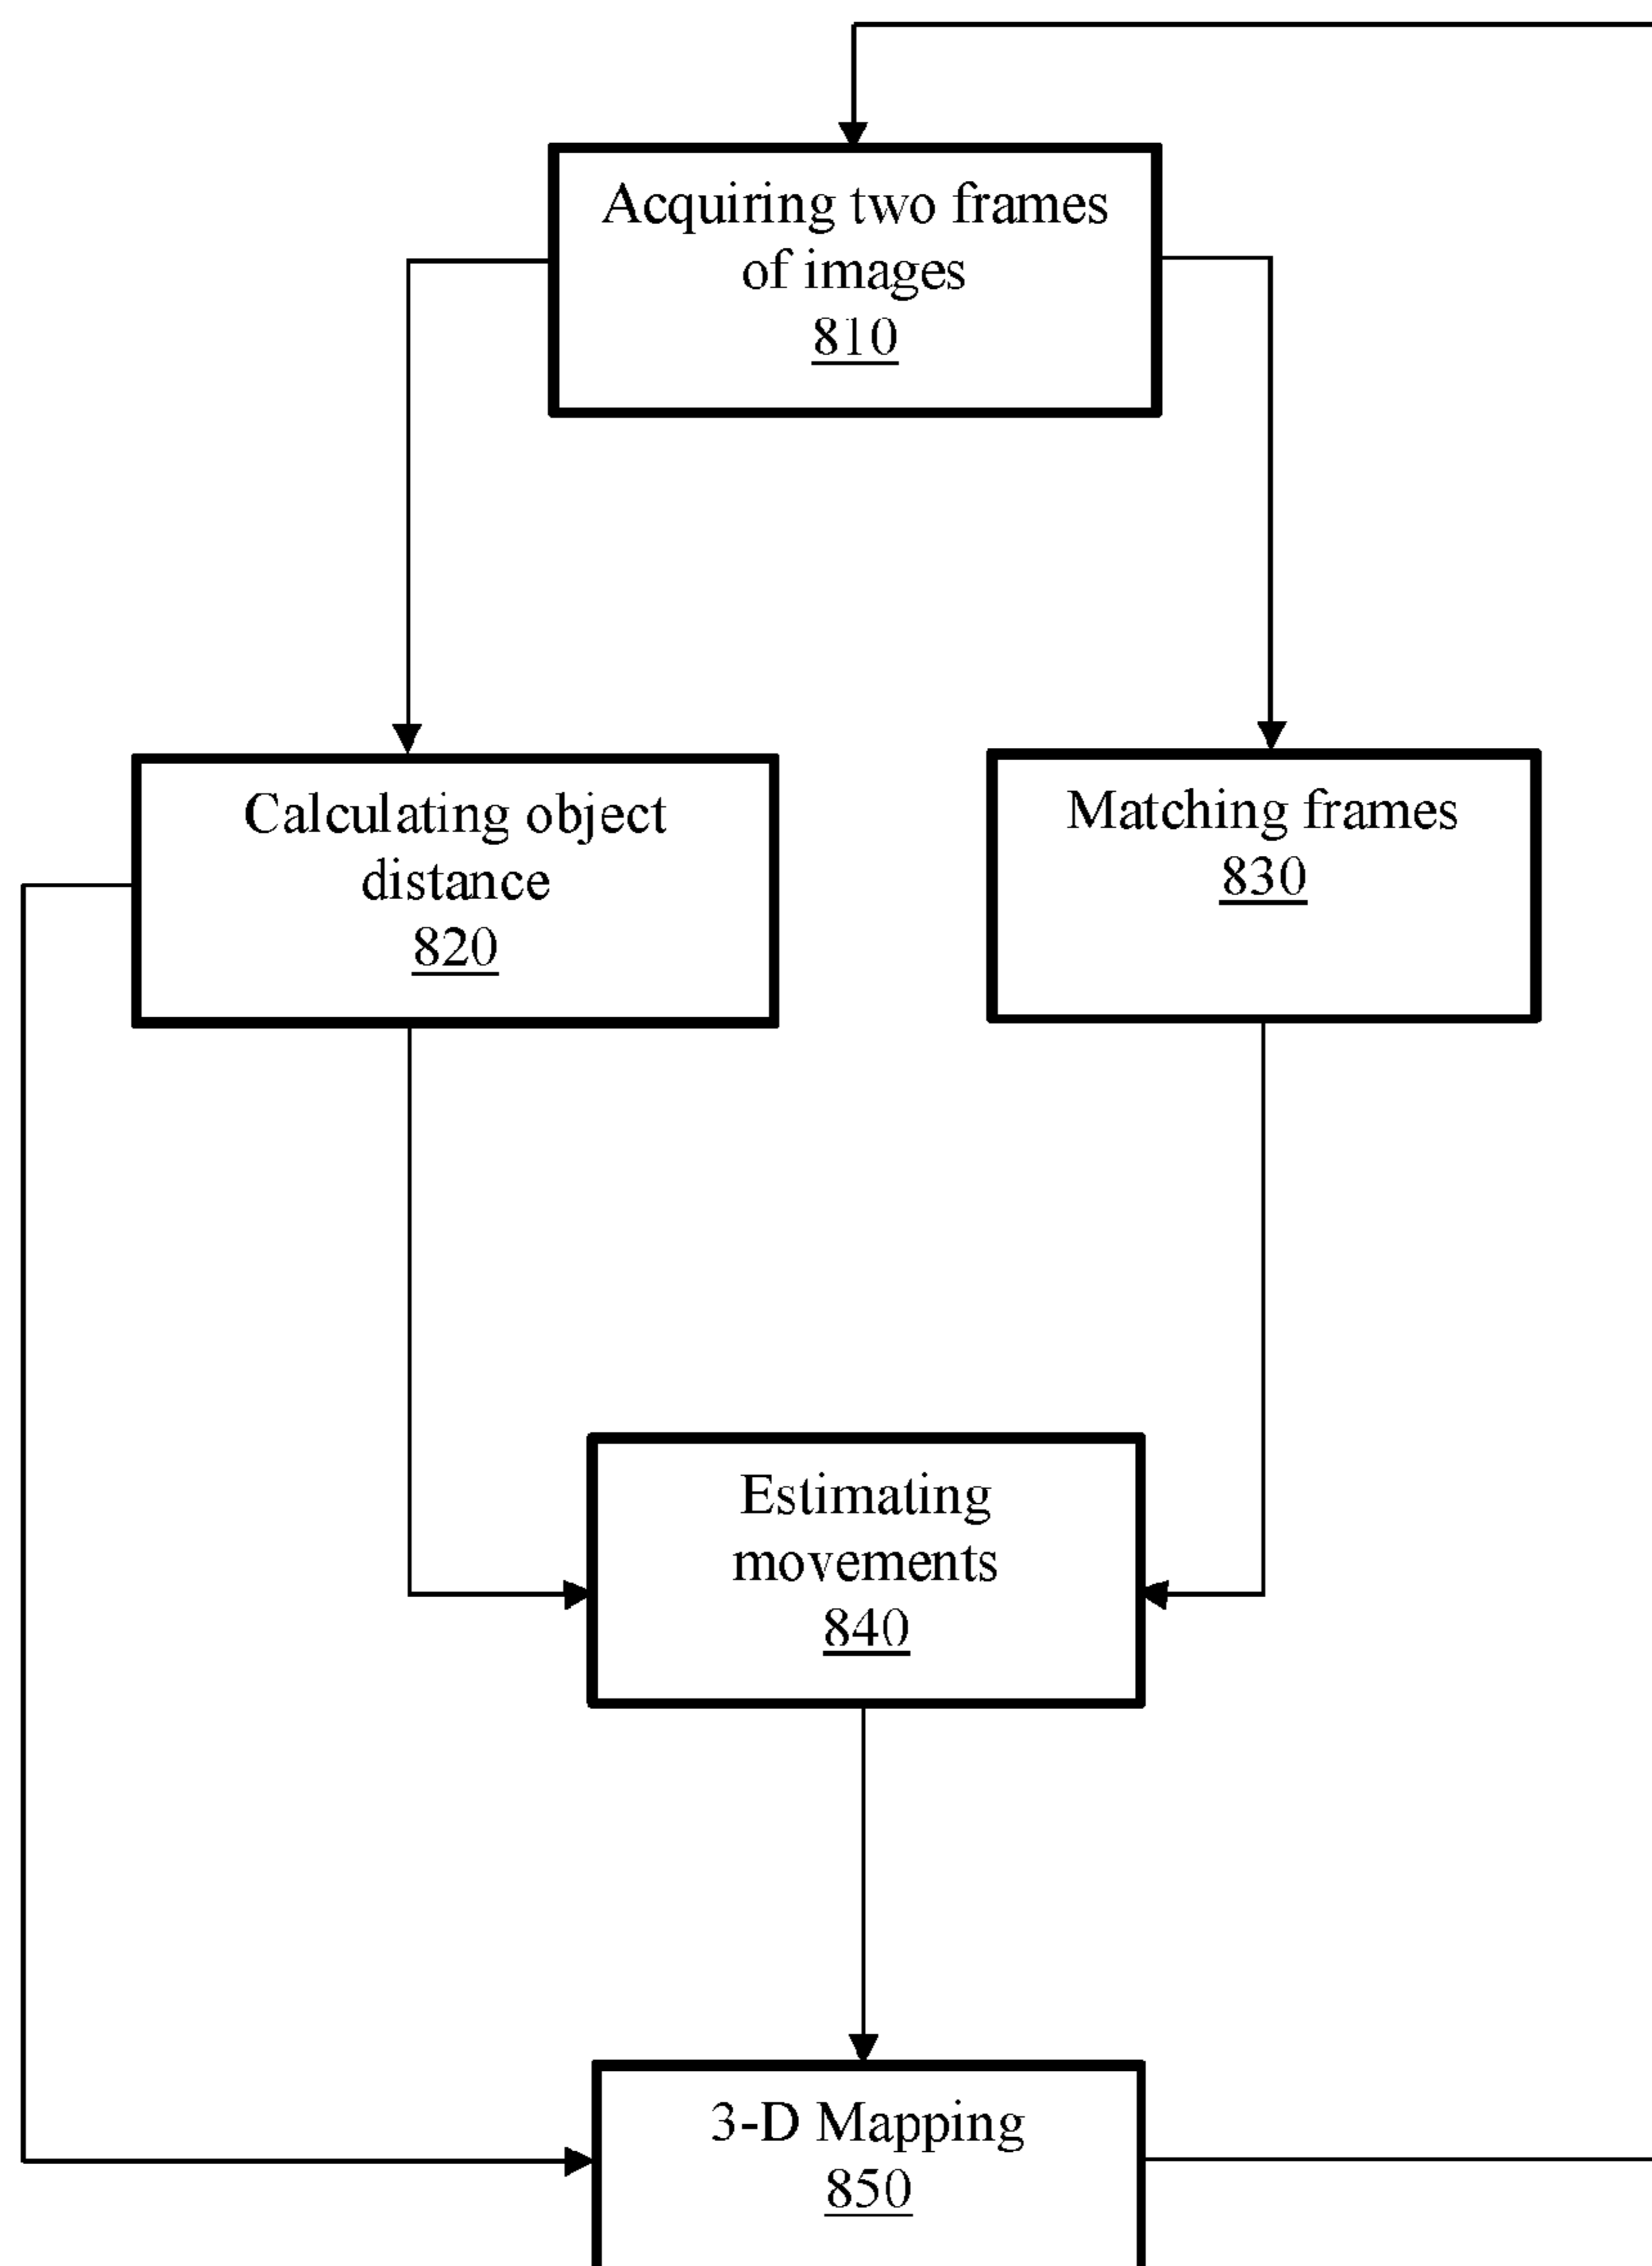 Acquiring two frames
of images
810
Calculating object
distance
820
Matching frames
830
Estimating
movements
840
3-D Mapping
850